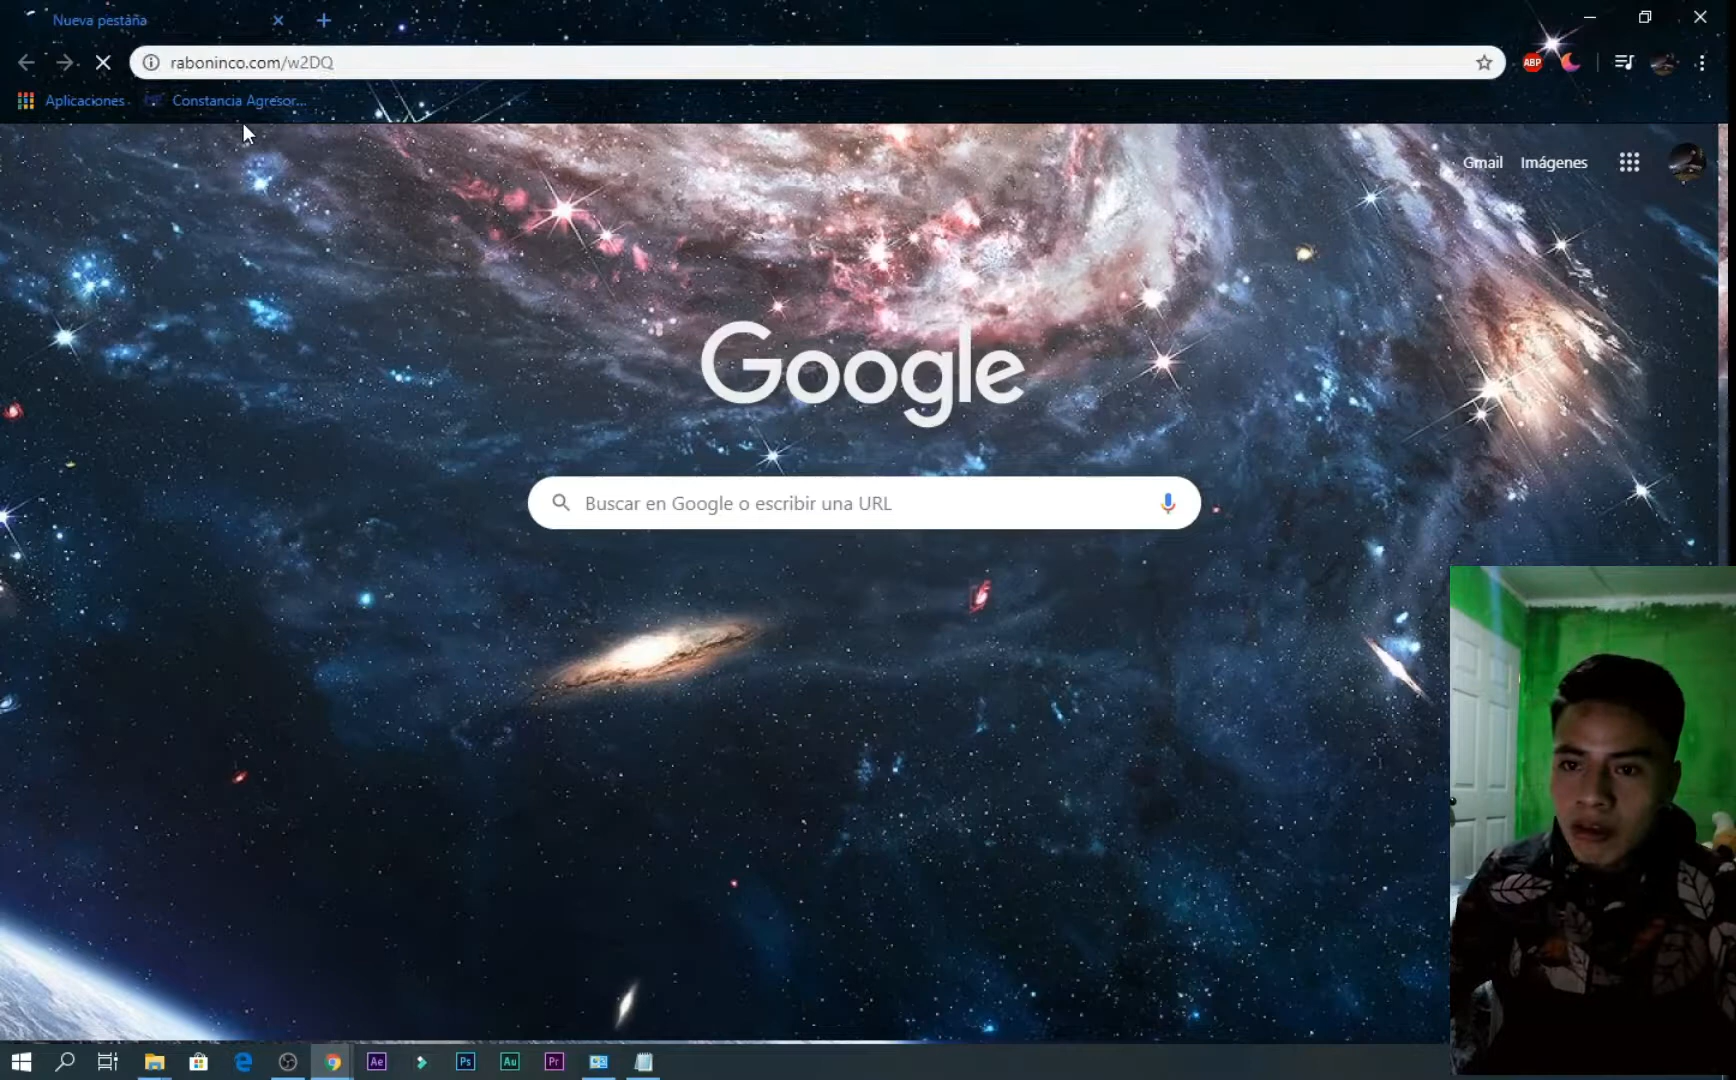 Nueva pestaña
raboninco.com/w2DQ
ABP
Aplicaciones
Constancia Agresor...
Gmail
Imágenes
Google
Buscar en Google o escribir una URL
Ae
Ps
Au
Pr